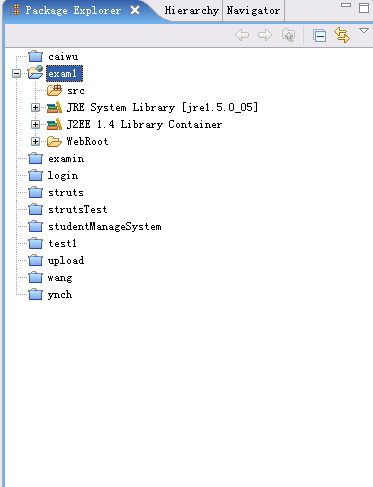 Package Explorer Hierarchy Navigator
caiwu
exam1
src
JRE System Library [jre1.5.0_05]
J2EE 1.4 Library Container
WebRoot
examin
login
struts
strutsTest
studentManageSystem
test1
upload
wang
ynch